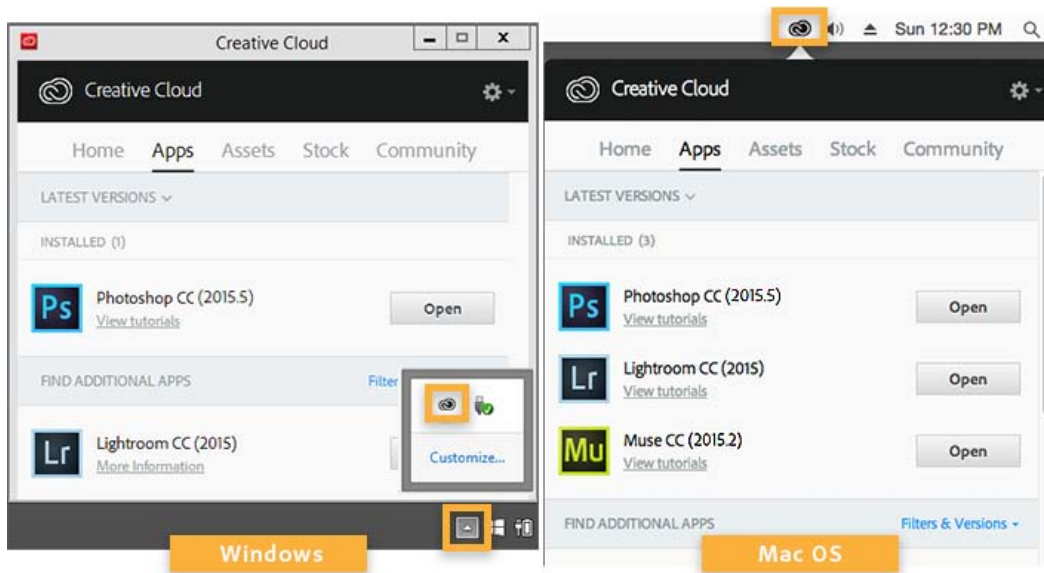 Creative Cloud
Creative Cloud
Home Apps Assets Stock Community
LATEST VERSIONS
INSTALLED (1)
Ps Photoshop CC (2015.5)
View tutorials
Open
FIND ADDITIONAL APPS
Filter
Lr Lightroom CC (2015)
More Information
Customize...
Windows
Sun 12:30 PM
Creative Cloud
Home Apps Assets Stock Community
LATEST VERSIONS
INSTALLED (3)
Ps Photoshop CC (2015.5)
View tutorials
Open
Lr Lightroom CC (2015)
View tutorials
Open
Mu Muse CC (2015.2)
View tutorials
Open
FIND ADDITIONAL APPS
Filters & Versions
Mac OS